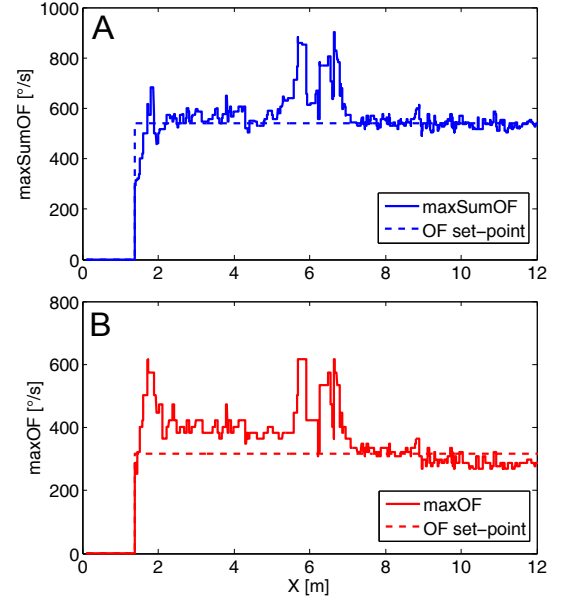 A
1000
800
600
400
200
0
maxSumOF [°/s]
maxSumOF
OF set−point
0 2 4 6 8 10 12
B
800
600
400
200
0
maxOF [°/s]
maxOF
OF set−point
0 2 4 6 8 10 12
X [m]